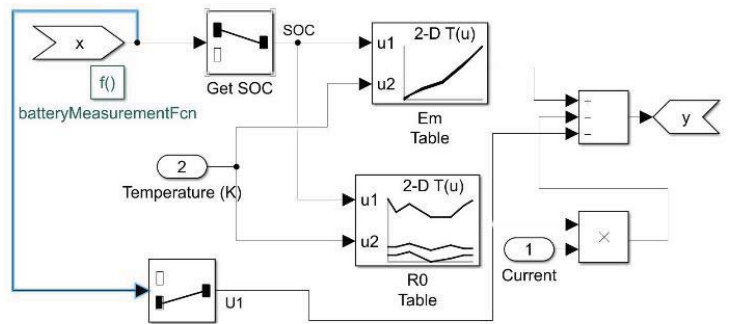 x
f()
batteryMeasurementFcn
Get SOC
SOC
2-D T(u)
u1
u2
Em
Table
2
Temperature (K)
2-D T(u)
u1
u2
R0
Table
U1
1
Current
×
−
−
−
y